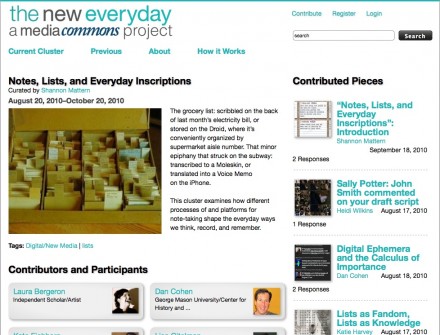 the new everyday
a mediacommons project
Contribute Register Login
search
Search
Current Cluster Previous About How it Works
Notes, Lists, and Everyday Inscriptions
Curated by Shannon Mattern
August 20, 2010–October 20, 2010
The grocery list: scribbled on the back
of last month's electricity bill, or
stored on the Droid, where it's
conveniently organized by
supermarket aisle number. That minor
epiphany that struck on the subway:
transcribed to a Moleskin, or
translated into a Voice Memo
on the iPhone.
This cluster examines how different
processes of and platforms for
note-taking shape the everyday ways
we think, record, and remember.
Tags: Digital/New Media | lists
Contributors and Participants
Laura Bergeron
Independent Scholar/Artist
Dan Cohen
George Mason University/Center for
History and ...
Contributed Pieces
“Notes, Lists, and
Everyday
Inscriptions”:
Introduction
Shannon Mattern
September 18, 2010
2 Responses
Sally Potter: John
Smith commented
on your draft script
Heidi Wilkins August 17, 2010
1 Responses
Digital Ephemera
and the Calculus of
Importance
Dan Cohen August 18, 2010
2 Responses
Lists as Fandom,
Lists as Knowledge
Katie Harvey August 17, 2010